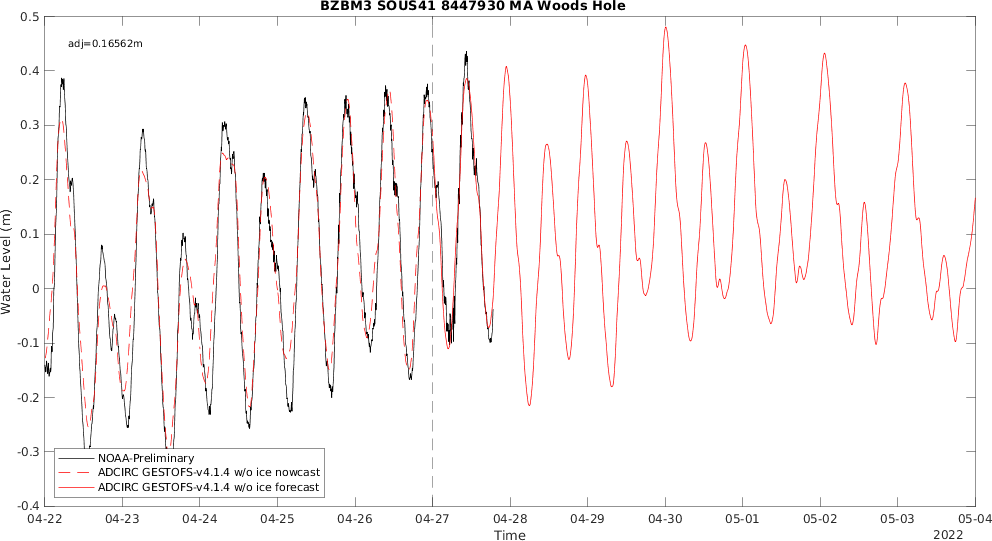 BZBM3 SOUS41 8447930 MA Woods Hole
adj=0.16562m
0.5
0.4
0.3
0.2
0.1
0
-0.1
-0.2
-0.3
-0.4
Water Level (m)
NOAA-Preliminary
ADCIRC GESTOFS-v4.1.4 w/o ice nowcast
ADCIRC GESTOFS-v4.1.4 w/o ice forecast
04-22 04-23 04-24 04-25 04-26 04-27 04-28 04-29 04-30 05-01 05-02 05-03 05-04
Time
2022